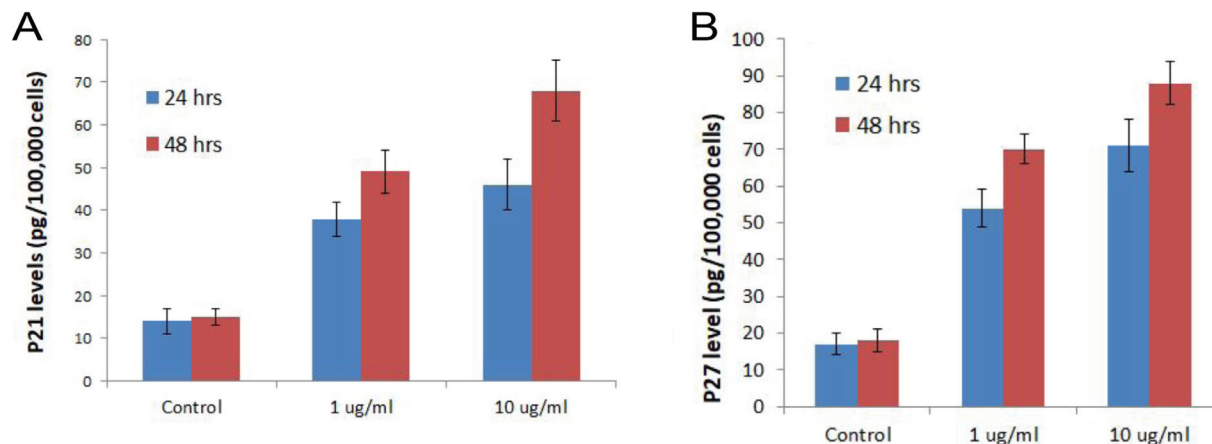 A
P21 levels (pg/100,000 cells)
80
70
60
50
40
30
20
10
0
24 hrs
48 hrs
Control
1 ug/ml
10 ug/ml
B
P27 level (pg/100,000 cells)
100
90
80
70
60
50
40
30
20
10
0
24 hrs
48 hrs
Control
1 ug/ml
10 ug/ml